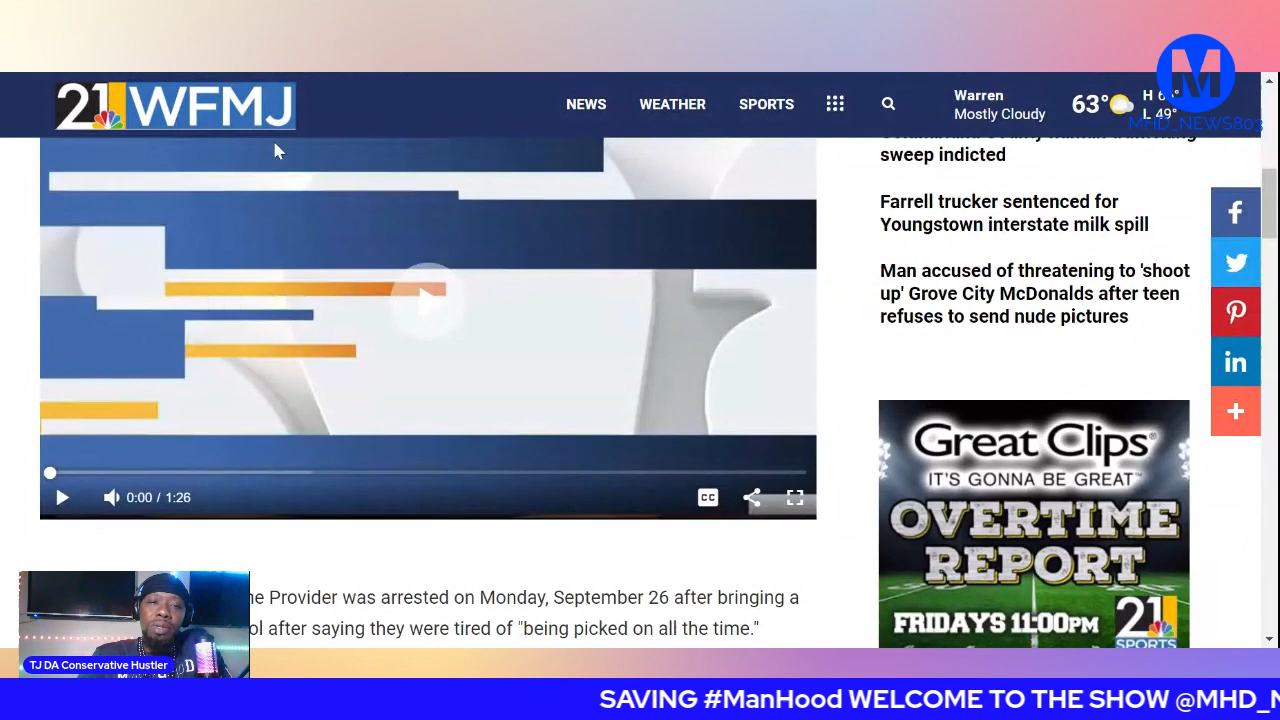 21 WFMJ
NEWS
WEATHER
SPORTS
Warren
Mostly Cloudy
63°
H
L 49°
M
MHD_NEWS803
sweep indicted
Farrell trucker sentenced for
Youngstown interstate milk spill
Man accused of threatening to 'shoot
up' Grove City McDonalds after teen
refuses to send nude pictures
0:00 / 1:26
CC
Great Clips®
IT'S GONNA BE GREAT™
OVERTIME
REPORT
FRIDAYS 11:00PM
21
SPORTS
Provider was arrested on Monday, September 26 after bringing a
after saying they were tired of "being picked on all the time."
TJ DA Conservative Hustler
SAVING #ManHood WELCOME TO THE SHOW @MHD_N